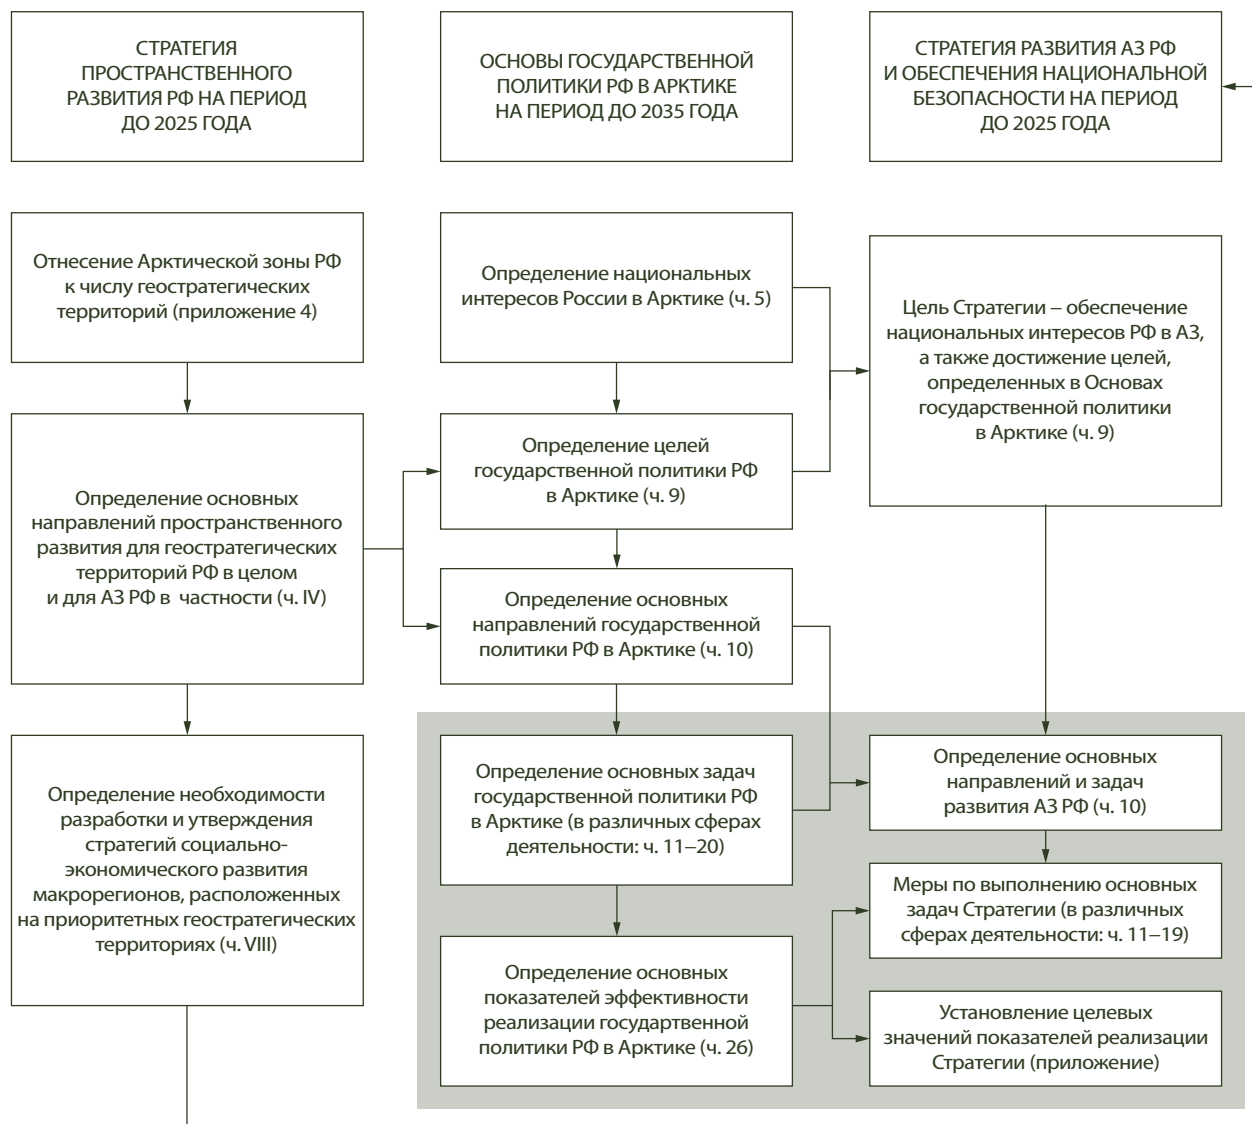 СТРАТЕГИЯ
ПРОСТРАНСТВЕННОГО
РАЗВИТИЯ РФ НА ПЕРИОД
ДО 2025 ГОДА
ОСНОВЫ ГОСУДАРСТВЕННОЙ
ПОЛИТИКИ РФ В АРКТИКЕ
НА ПЕРИОД ДО 2035 ГОДА
СТРАТЕГИЯ РАЗВИТИЯ АЗ РФ
И ОБЕСПЕЧЕНИЯ НАЦИОНАЛЬНОЙ
БЕЗОПАСНОСТИ НА ПЕРИОД
ДО 2025 ГОДА
Отнесение Арктической зоны РФ
к числу геостратегических
территорий (приложение 4)
Определение национальных
интересов России в Арктике (ч. 5)
Цель Стратегии – обеспечение
национальных интересов РФ в АЗ,
а также достижение целей,
определенных в Основах
государственной политики
в Арктике (ч. 9)
Определение основных
направлений пространственного
развития для геостратегических
территорий РФ в целом
и для АЗ РФ в частности (ч. IV)
Определение целей
государственной политики РФ
в Арктике (ч. 9)
Определение основных
направлений государственной
политики РФ в Арктике (ч. 10)
Определение необходимости
разработки и утверждения
стратегий социально-
экономического развития
макрорегионов, расположенных
на приоритетных геостратегических
территориях (ч. VIII)
Определение основных задач
государственной политики РФ
в Арктике (в различных сферах
деятельности: ч. 11–20)
Определение основных
направлений и задач
развития АЗ РФ (ч. 10)
Меры по выполнению основных
задач Стратегии (в различных
сферах деятельности: ч. 11–19)
Определение основных
показателей эффективности
реализации государтвенной
политики РФ в Арктике (ч. 26)
Установление целевых
значений показателей реализации
Стратегии (приложение)